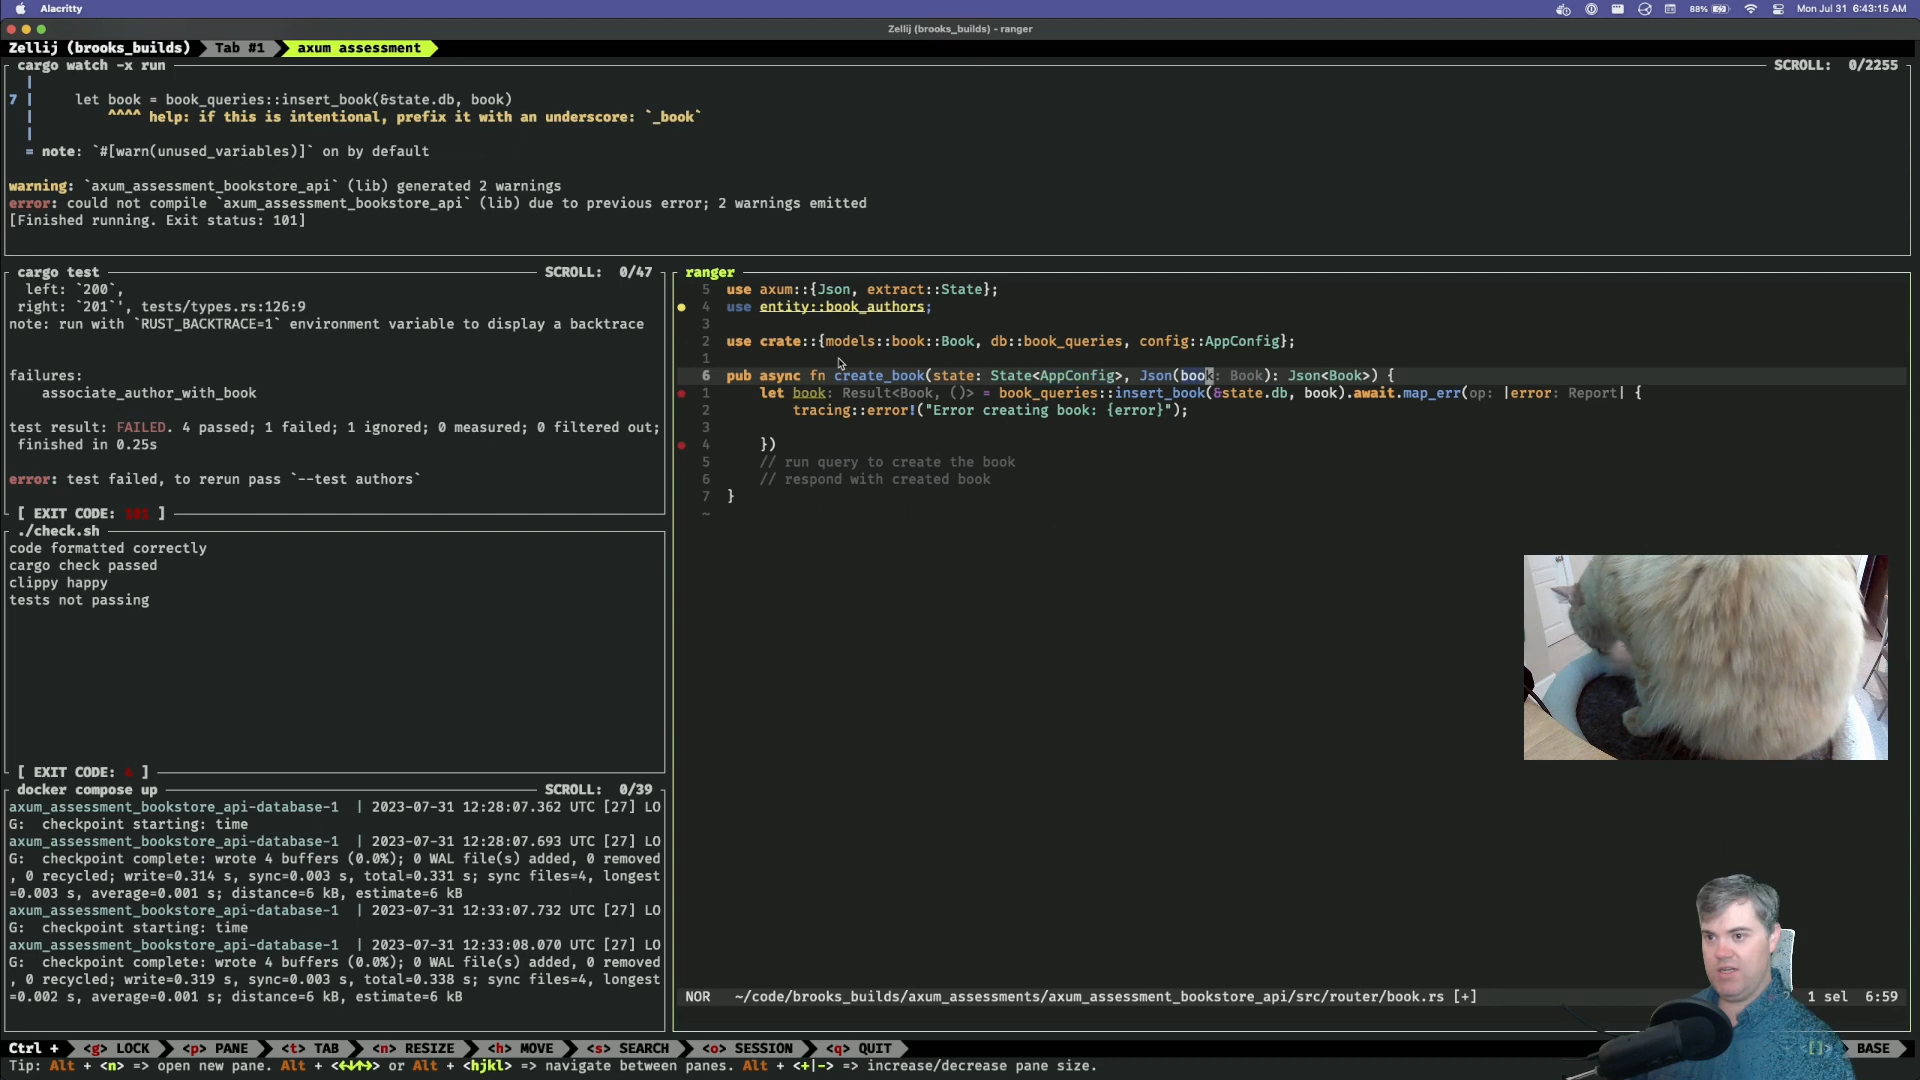 Alacritty
88%
Mon Jul 31 6:43:15 AM
Zellij (brooks_builds) - ranger
Zellij (brooks_builds) Tab #1 axum assessment
cargo watch -x run SCROLL: 0/2255
7 | let book = book_queries::insert_book(&state.db, book)
| ^^^^ help: if this is intentional, prefix it with an underscore: `_book`
|
= note: `#[warn(unused_variables)]` on by default
warning: `axum_assessment_bookstore_api` (lib) generated 2 warnings
error: could not compile `axum_assessment_bookstore_api` (lib) due to previous error; 2 warnings emitted
[Finished running. Exit status: 101]
cargo test SCROLL: 0/47
left: `200`,
right: `201`', tests/types.rs:126:9
note: run with `RUST_BACKTRACE=1` environment variable to display a backtrace
failures:
associate_author_with_book
test result: FAILED. 4 passed; 1 failed; 1 ignored; 0 measured; 0 filtered out;
finished in 0.25s
error: test failed, to rerun pass `--test authors`
[ EXIT CODE: ]
./check.sh
code formatted correctly
cargo check passed
clippy happy
tests not passing
[ EXIT CODE: ]
docker compose up SCROLL: 0/39
axum_assessment_bookstore_api-database-1 | 2023-07-31 12:28:07.362 UTC [27] LO
G: checkpoint starting: time
axum_assessment_bookstore_api-database-1 | 2023-07-31 12:28:07.693 UTC [27] LO
G: checkpoint complete: wrote 4 buffers (0.0%); 0 WAL file(s) added, 0 removed
, 0 recycled; write=0.314 s, sync=0.003 s, total=0.331 s; sync files=4, longest
=0.003 s, average=0.001 s; distance=6 kB, estimate=6 kB
axum_assessment_bookstore_api-database-1 | 2023-07-31 12:33:07.732 UTC [27] LO
G: checkpoint starting: time
axum_assessment_bookstore_api-database-1 | 2023-07-31 12:33:08.070 UTC [27] LO
G: checkpoint complete: wrote 4 buffers (0.0%); 0 WAL file(s) added, 0 removed
, 0 recycled; write=0.319 s, sync=0.003 s, total=0.338 s; sync files=4, longest
=0.002 s, average=0.001 s; distance=6 kB, estimate=6 kB
ranger
5 use axum::{Json, extract::State};
4 use entity::book_authors;
3
2 use crate::{models::book::Book, db::book_queries, config::AppConfig};
1
6 pub async fn create_book(state: State<AppConfig>, Json(book: Book): Json<Book>) {
1 let book: Result<Book, ()> = book_queries::insert_book(&state.db, book).await.map_err(op: |error: Report| {
2 tracing::error!("Error creating book: {error}");
3
4 })
5 // run query to create the book
6 // respond with created book
7 }
~
NOR ~/code/brooks_builds/axum_assessments/axum_assessment_bookstore_api/src/router/book.rs [+] 1 sel 6:59
Ctrl + <g> LOCK <p> PANE <t> TAB <n> RESIZE <h> MOVE <s> SEARCH <o> SESSION <q> QUIT [] BASE
Tip: Alt + <n> => open new pane. Alt + <←↓↑→> or Alt + <hjkl> => navigate between panes. Alt + <+|-> => increase/decrease pane size.